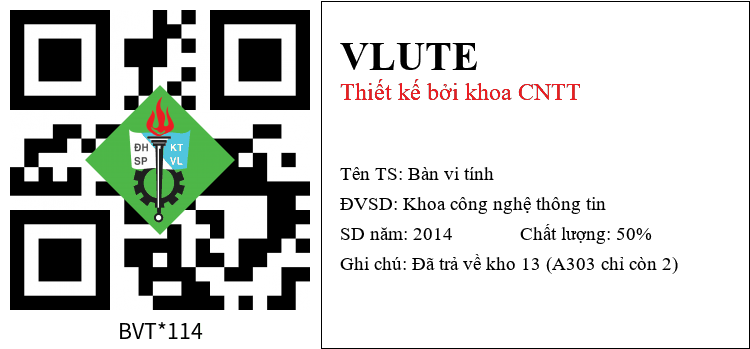 ĐH
KT
SP
VL
BVT*114
VLUTE
Thiết kế bởi khoa CNTT
Tên TS: Bàn vi tính
ĐVSD: Khoa công nghệ thông tin
SD năm: 2014 Chất lượng: 50%
Ghi chú: Đã trả về kho 13 (A303 chỉ còn 2)